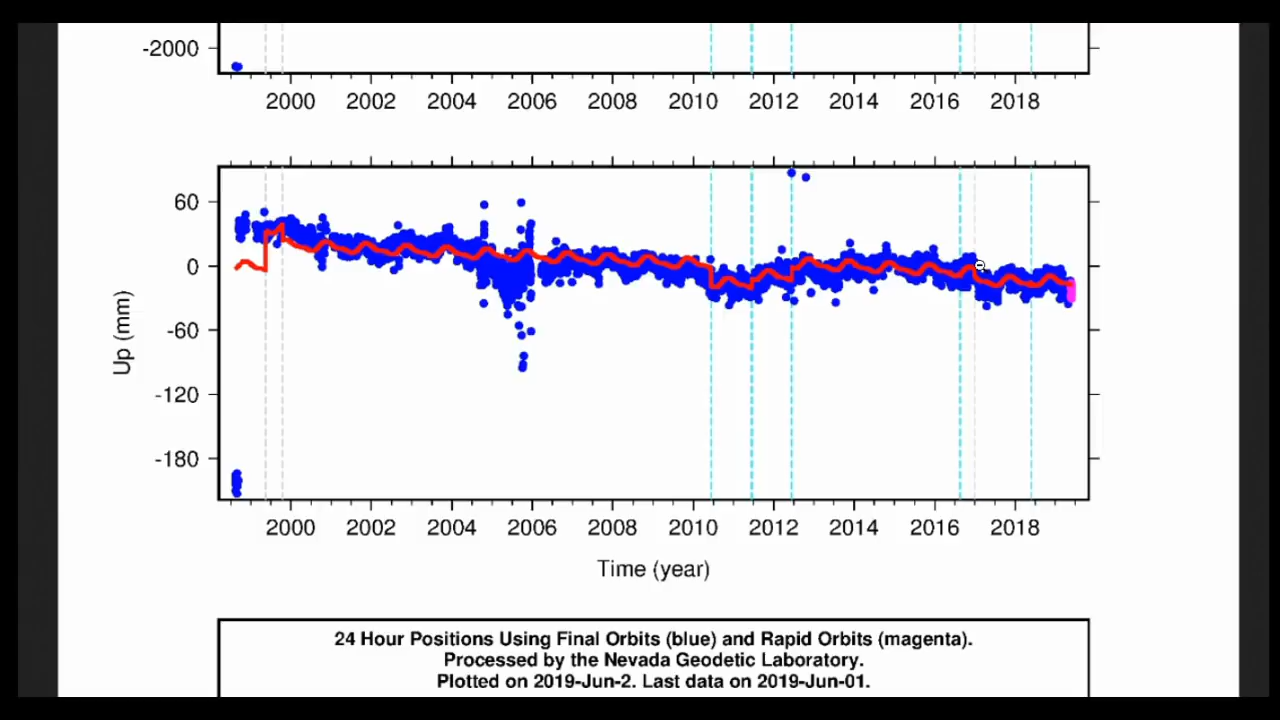 -2000
2000 2002 2004 2006 2008 2010 2012 2014 2016 2018
60
0
-60
-120
-180
Up (mm)
2000 2002 2004 2006 2008 2010 2012 2014 2016 2018
Time (year)
24 Hour Positions Using Final Orbits (blue) and Rapid Orbits (magenta).
Processed by the Nevada Geodetic Laboratory.
Plotted on 2019-Jun-2. Last data on 2019-Jun-01.